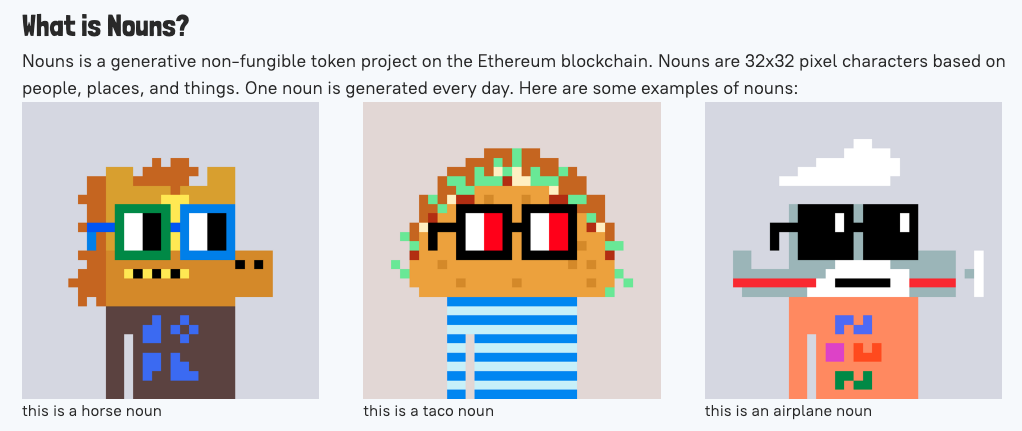 What is Nouns?
Nouns is a generative non-fungible token project on the Ethereum blockchain. Nouns are 32x32 pixel characters based on
people, places, and things. One noun is generated every day. Here are some examples of nouns:
this is a horse noun
this is a taco noun
this is an airplane noun